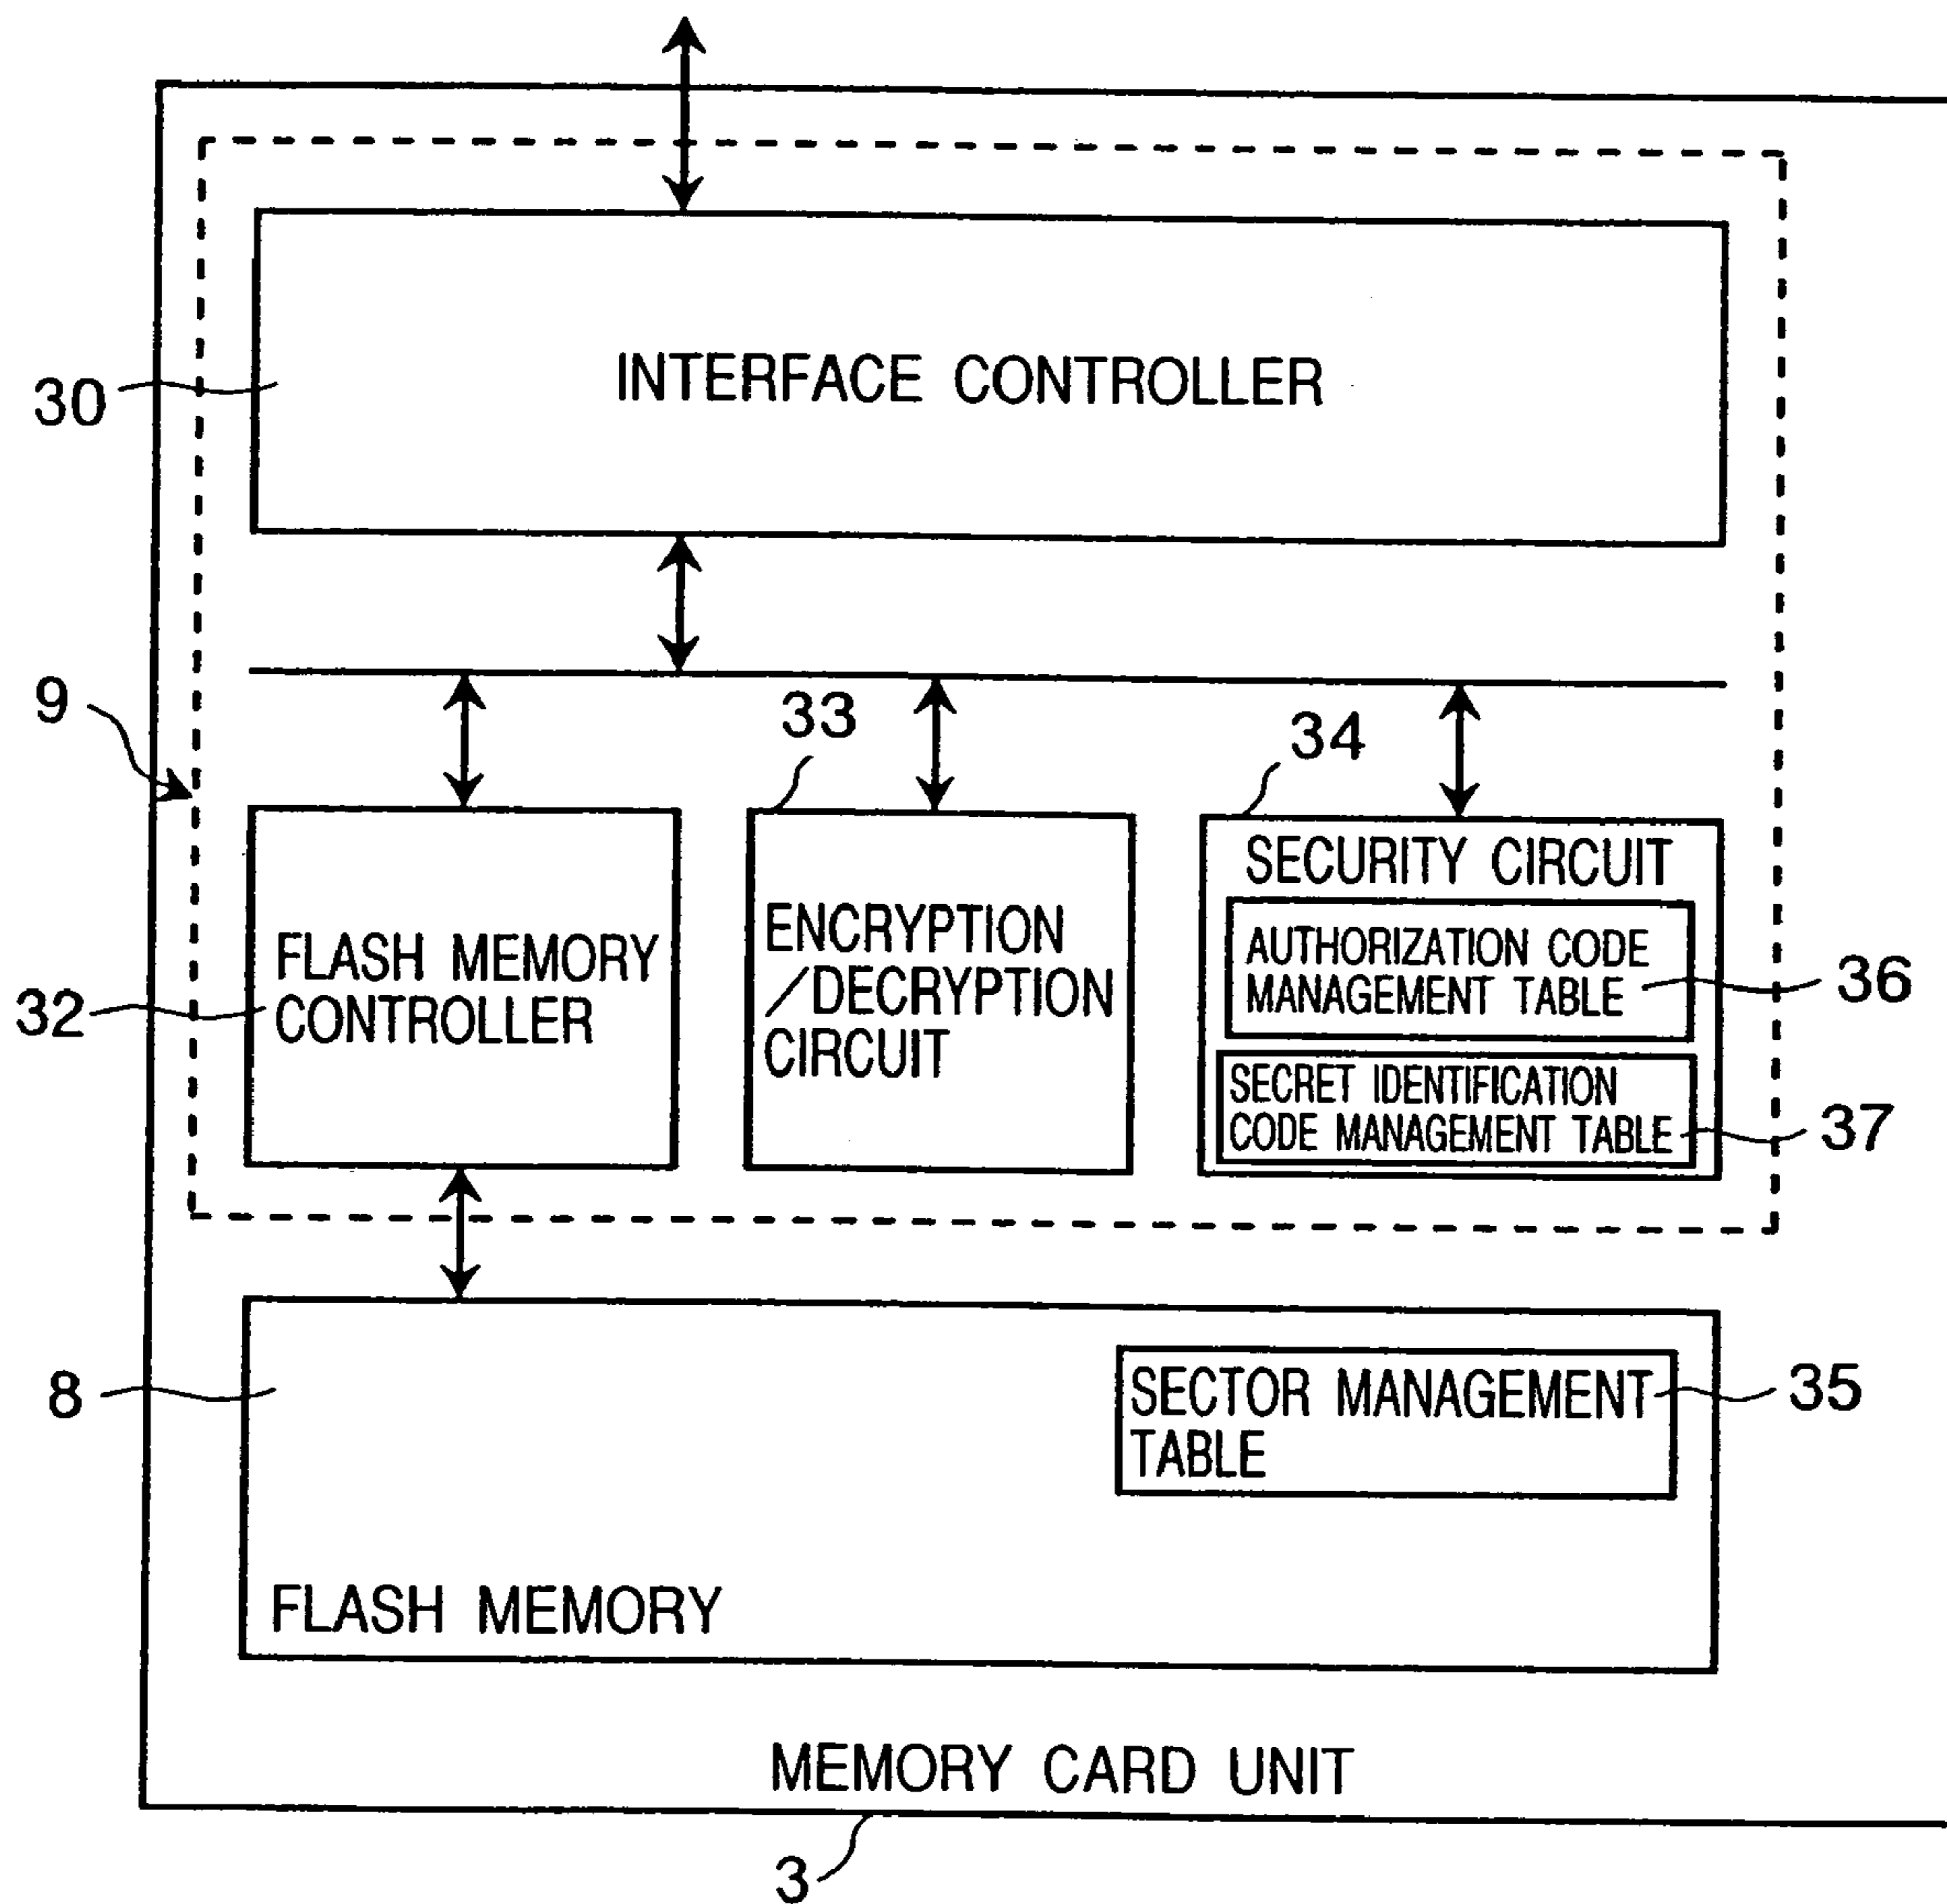 INTERFACE CONTROLLER
30
9
33
34
SECURITY CIRCUIT
AUTHORIZATION CODE
MANAGEMENT TABLE
36
SECRET IDENTIFICATION
CODE MANAGEMENT TABLE
37
ENCRYPTION
/DECRYPTION
CIRCUIT
FLASH MEMORY
CONTROLLER
32
8
SECTOR MANAGEMENT
TABLE
35
FLASH MEMORY
MEMORY CARD UNIT
3